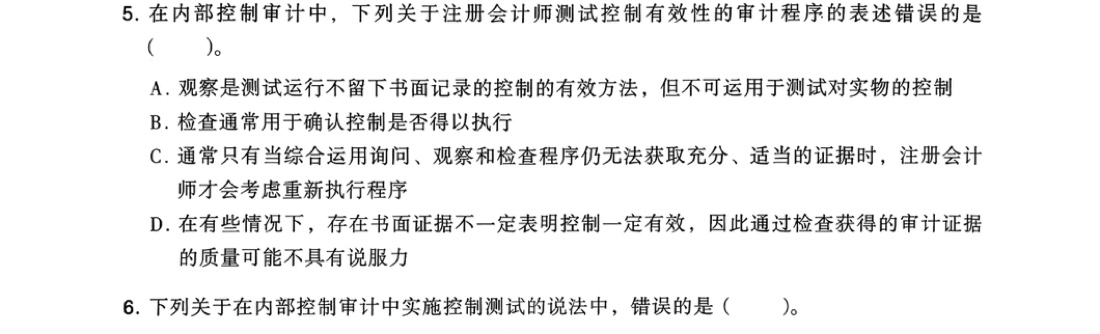 5. 在内部控制审计中，下列关于注册会计师测试控制有效性的审计程序的表述错误的是
（　　）。
A. 观察是测试运行不留下书面记录的控制的有效方法，但不可运用于测试对实物的控制
B. 检查通常用于确认控制是否得以执行
C. 通常只有当综合运用询问、观察和检查程序仍无法获取充分、适当的证据时，注册会计
师才会考虑重新执行程序
D. 在有些情况下，存在书面证据不一定表明控制一定有效，因此通过检查获得的审计证据
的质量可能不具有说服力
6. 下列关于在内部控制审计中实施控制测试的说法中，错误的是（　　）。